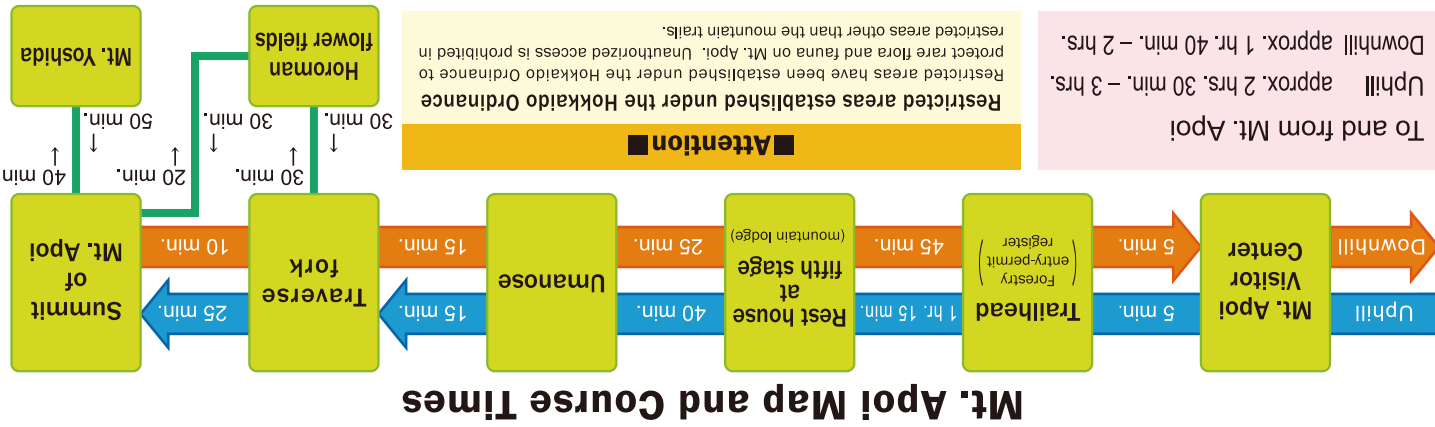 Mt. Apoi Map and Course Times
Uphill
Mt. Apoi
Visitor
Center
5 min.
Trailhead
(Forestry
entry-permit
register)
1 hr. 15 min.
Rest house
at
fifth stage
(mountain lodge)
40 min.
Umanose
15 min.
Traverse
fork
25 min.
Summit
of
Mt. Apoi
Downhill
5 min.
45 min.
25 min.
15 min.
10 min.
↑ 30 min.
↓ 30 min.
↑ 20 min.
↓ 30 min.
↑ 40 min
↓ 50 min.
Horoman
flower fields
Mt. Yoshida
To and from Mt. Apoi
Uphill approx. 2 hrs. 30 min. – 3 hrs.
Downhill approx. 1 hr. 40 min. – 2 hrs.
■Attention■
Restricted areas established under the Hokkaido Ordinance
Restricted areas have been established under the Hokkaido Ordinance to
protect rare flora and fauna on Mt. Apoi. Unauthorized access is prohibited in
restricted areas other than the mountain trails.